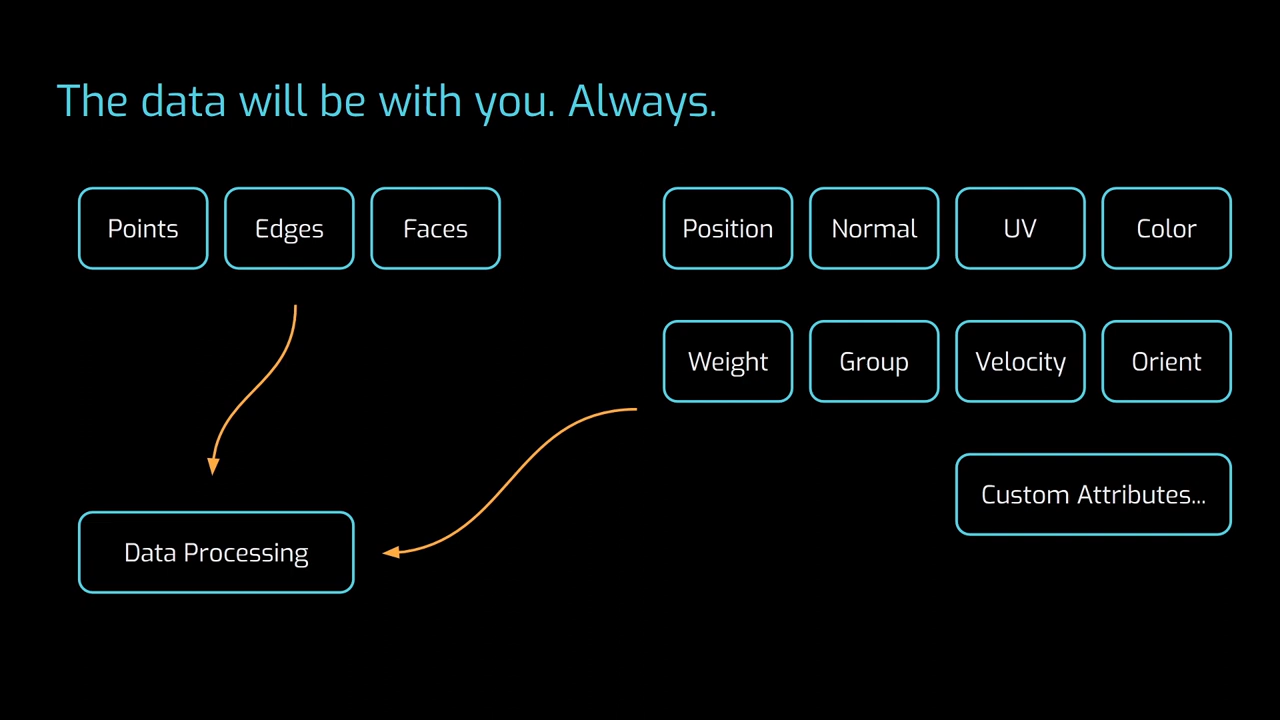 The data will be with you. Always.
Points
Edges
Faces
Position
Normal
UV
Color
Weight
Group
Velocity
Orient
Custom Attributes...
Data Processing